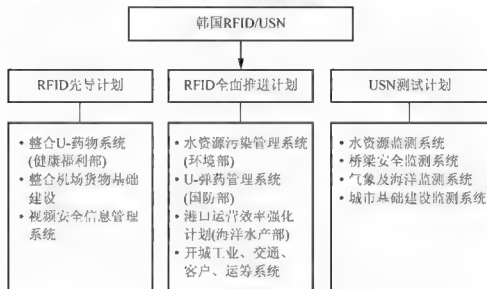 韩国RFID/USN
RFID先导计划
RFID全面推进计划
USN测试计划
• 整合U-药物系统
(健康福利部)
• 整合机场货物基础
建设
• 视频安全信息管理
系统
• 水资源污染管理系统
(环境部)
• U-弹药管理系统
(国防部)
• 港口运营效率强化
计划(海洋水产部)
• 开城工业、交通、
客户、运筹系统
• 水资源监测系统
• 桥梁安全监测系统
• 气象及海洋监测系统
• 城市基础建设监测系统